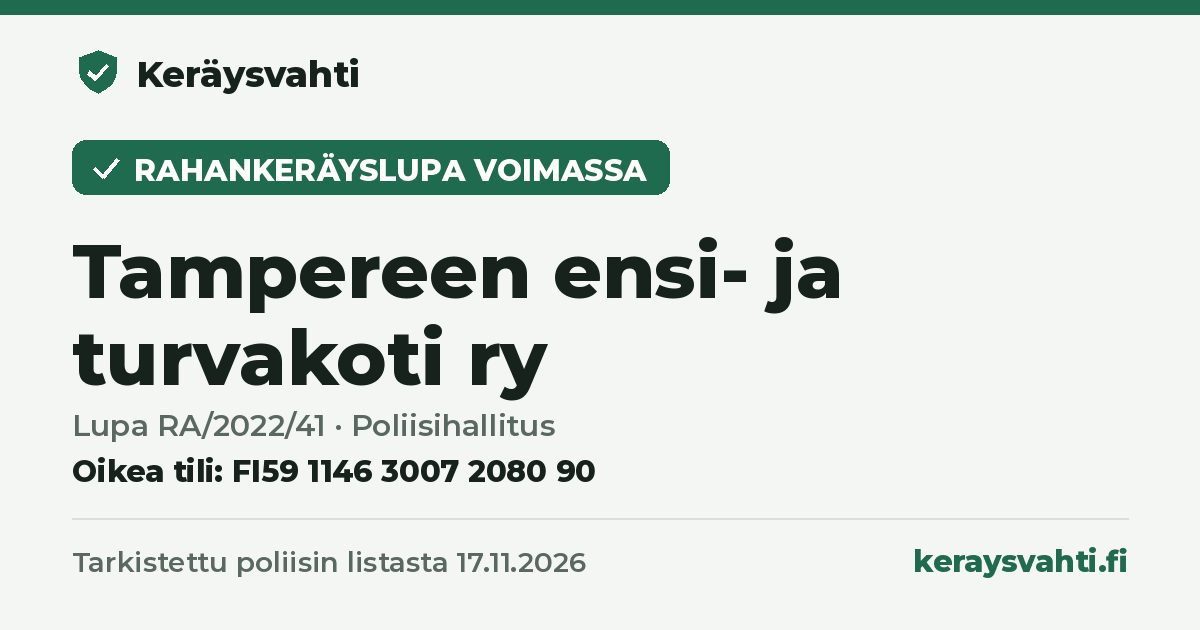 Keräysvahti
RAHANKERÄYSLUPA VOIMASSA
Tampereen ensi- ja
turvakoti ry
Lupa RA/2022/41 · Poliisihallitus
Oikea tili: FI59 1146 3007 2080 90
Tarkistettu poliisin listasta 17.11.2026
keraysvahti.fi